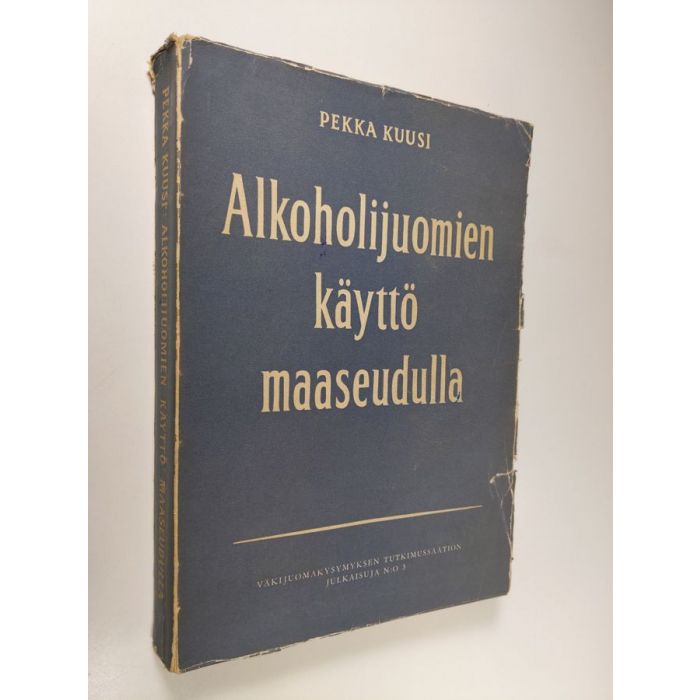 PEKKA KUUSI
Alkoholijuomien
käyttö
maaseudulla
VÄKIJUOMAKYSYMYKSEN TUTKIMUSSÄÄTIÖN
JULKAISUJA N:O 3
PEKKA KUUSI: ALKOHOLIJUOMIEN KÄYTTÖ MAASEUDULLA